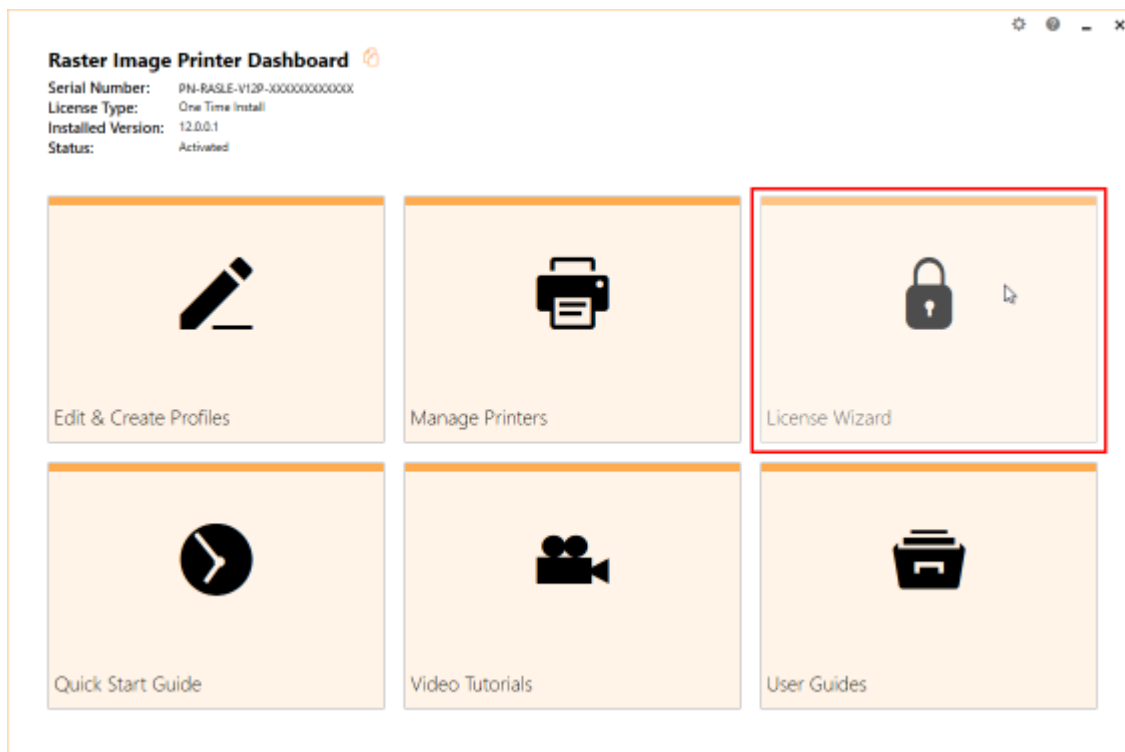 Raster Image Printer Dashboard
Serial Number: PN-RASLE-V12P-XXXXXXXXXXXX
License Type: One Time Install
Installed Version: 12.0.0.1
Status: Activated
Edit & Create Profiles
Manage Printers
License Wizard
Quick Start Guide
Video Tutorials
User Guides